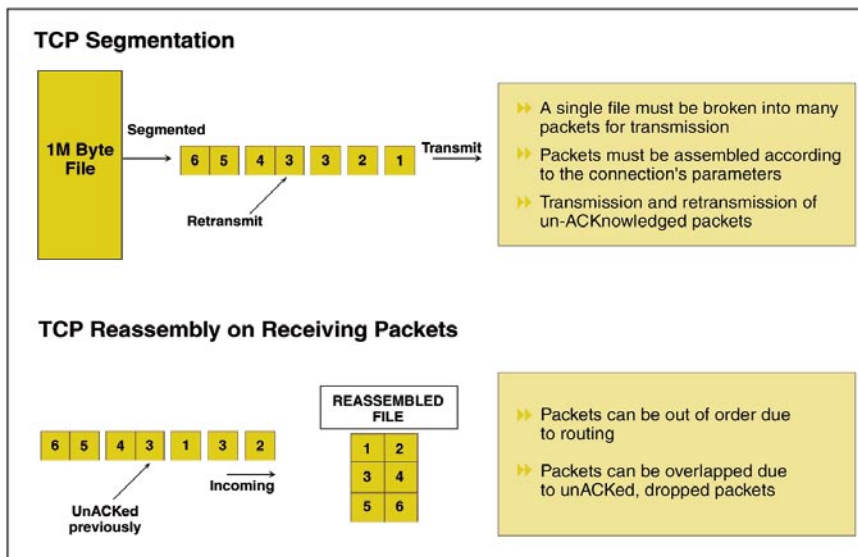 TCP Segmentation
1M Byte
File
Segmented
6 5 4 3 3 2 1
Transmit
Retransmit
A single file must be broken into many
packets for transmission
Packets must be assembled according
to the connection's parameters
Transmission and retransmission of
un-ACKnowledged packets
TCP Reassembly on Receiving Packets
6 5 4 3 1 3 2
Incoming
UnACKed
previously
REASSEMBLED
FILE
1 2
3 4
5 6
Packets can be out of order due
to routing
Packets can be overlapped due
to unACKed, dropped packets